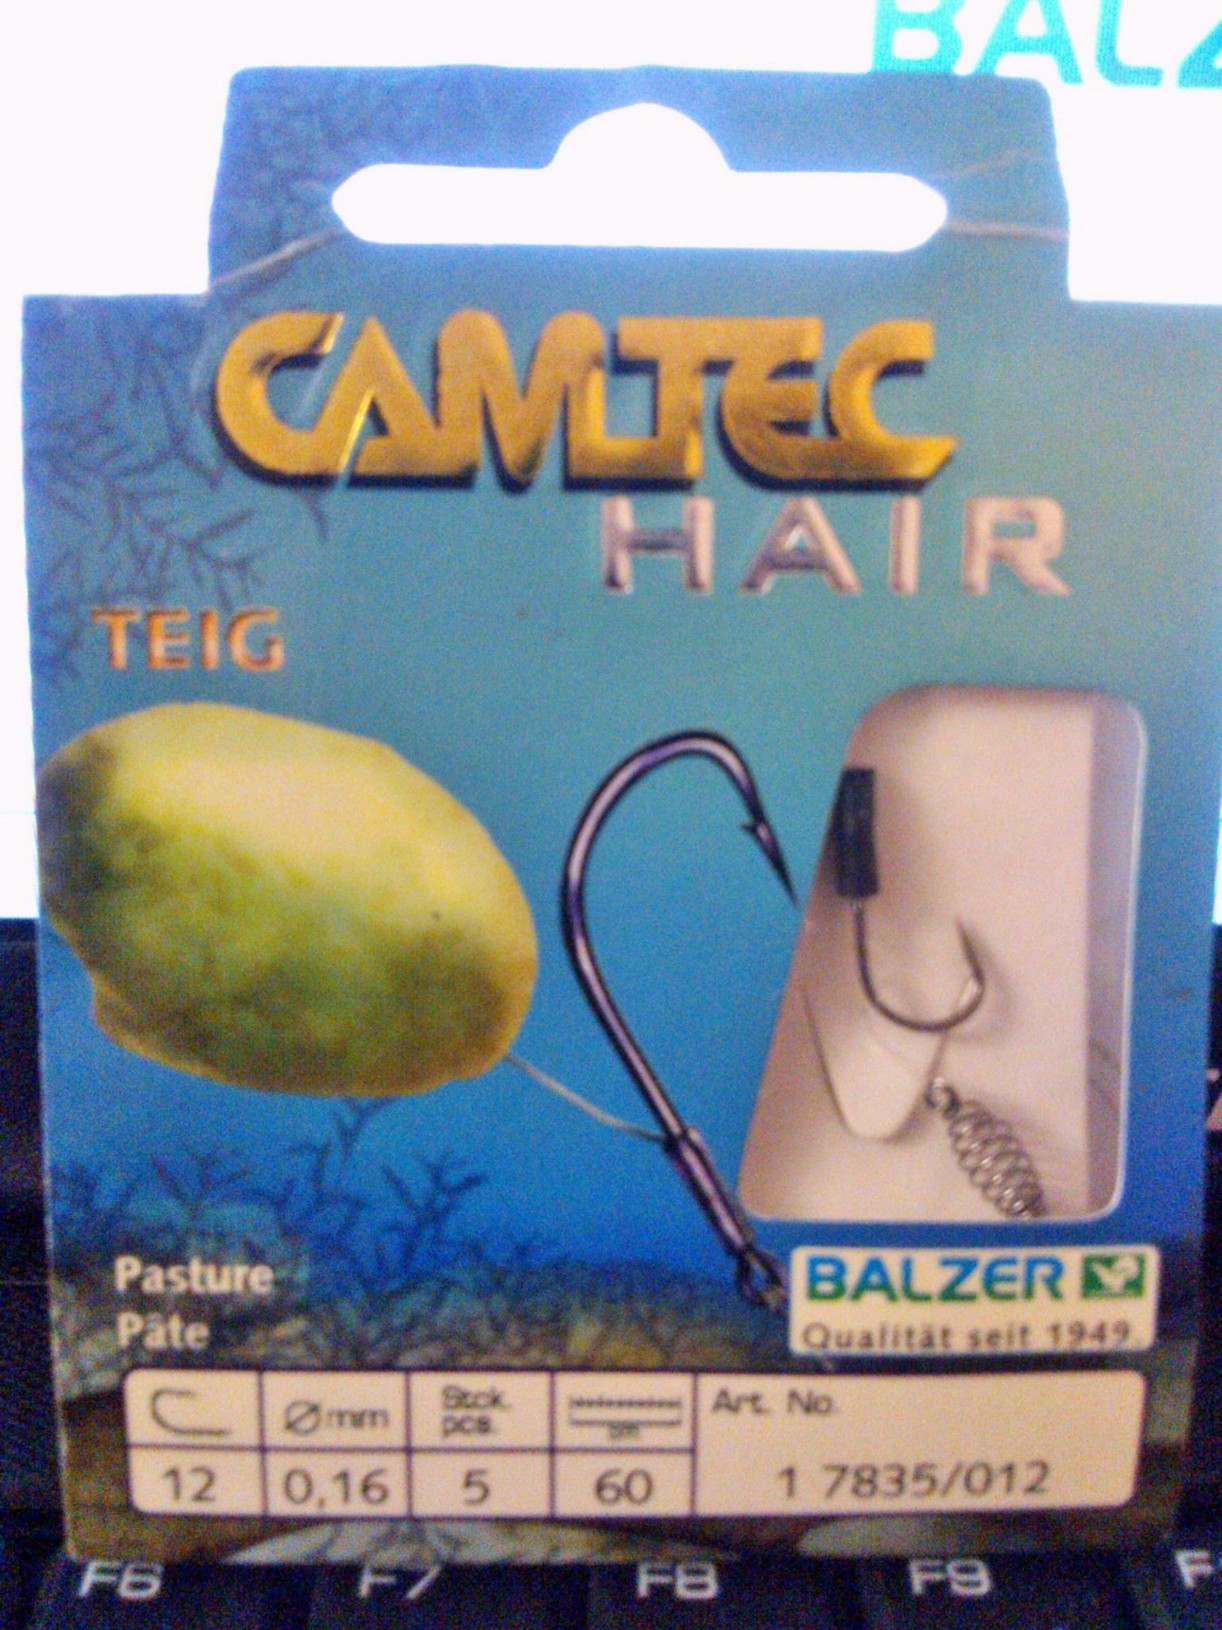 BALZ
CAMTEC
HAIR
TEIG
Pasture
Pâte
BALZER
Qualität seit 1949
Ø mm
Stck.
pcs.
cm
Art. No.
12
0,16
5
60
1 7835/012
F6
F7
F8
F9